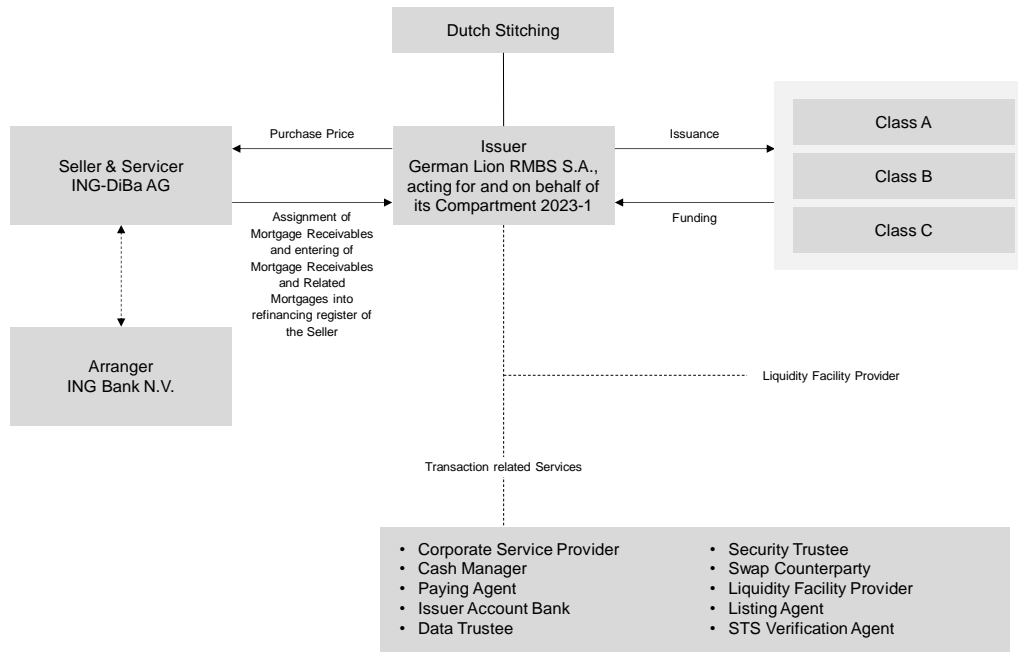 Dutch Stitching
Seller & Servicer
ING-DiBa AG
Purchase Price
Assignment of
Mortgage Receivables
and entering of
Mortgage Receivables
and Related
Mortgages into
refinancing register of
the Seller
Issuer
German Lion RMBS S.A.,
acting for and on behalf of
its Compartment 2023-1
Issuance
Funding
Class A
Class B
Class C
Arranger
ING Bank N.V.
Liquidity Facility Provider
Transaction related Services
• Corporate Service Provider
• Cash Manager
• Paying Agent
• Issuer Account Bank
• Data Trustee
• Security Trustee
• Swap Counterparty
• Liquidity Facility Provider
• Listing Agent
• STS Verification Agent